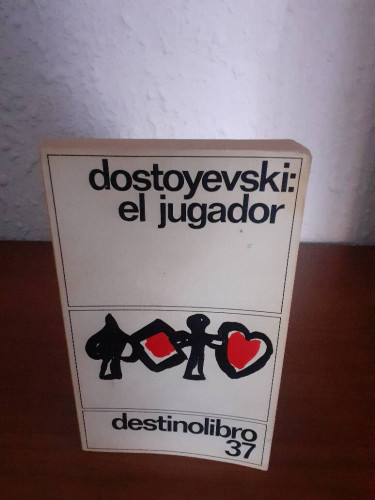 dostoyevski:
el jugador
destinolibro
37